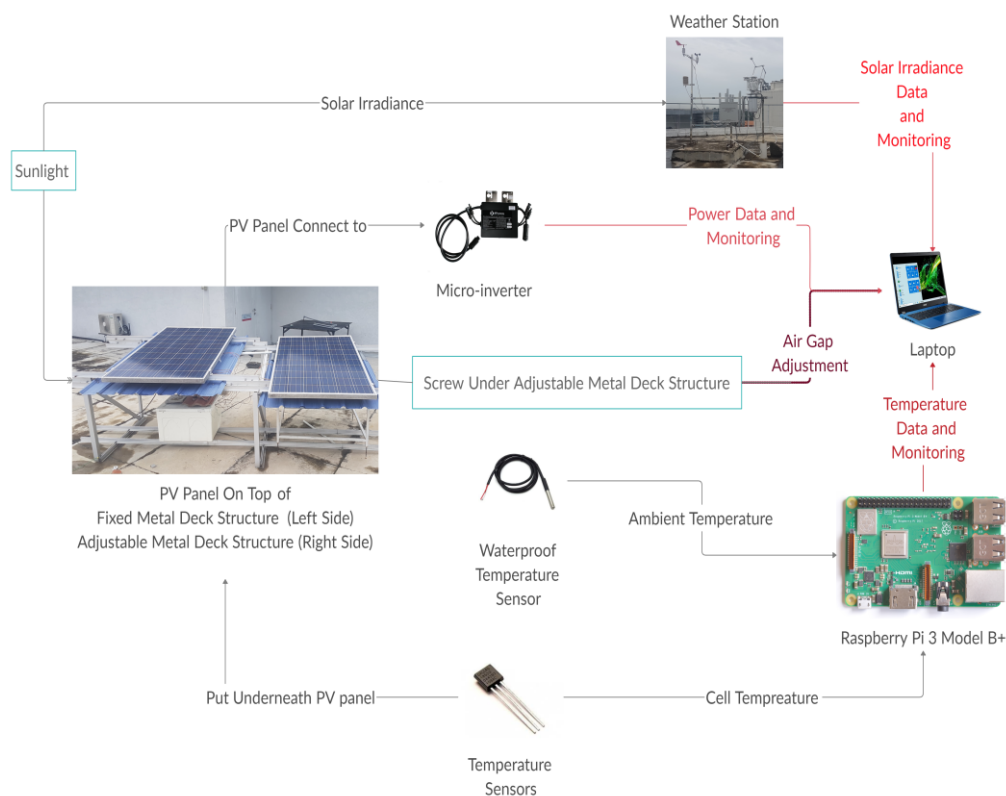 Weather Station
Solar Irradiance
Solar Irradiance
Data
and
Monitoring
Sunlight
PV Panel Connect to
Power Data and
Monitoring
Micro-inverter
Air Gap
Adjustment
Laptop
Screw Under Adjustable Metal Deck Structure
Temperature
Data and
Monitoring
PV Panel On Top of
Fixed Metal Deck Structure (Left Side)
Adjustable Metal Deck Structure (Right Side)
Waterproof
Temperature
Sensor
Ambient Temperature
HDMI
Raspberry Pi 3 Model B+
Put Underneath PV panel
Cell Tempreature
Temperature
Sensors